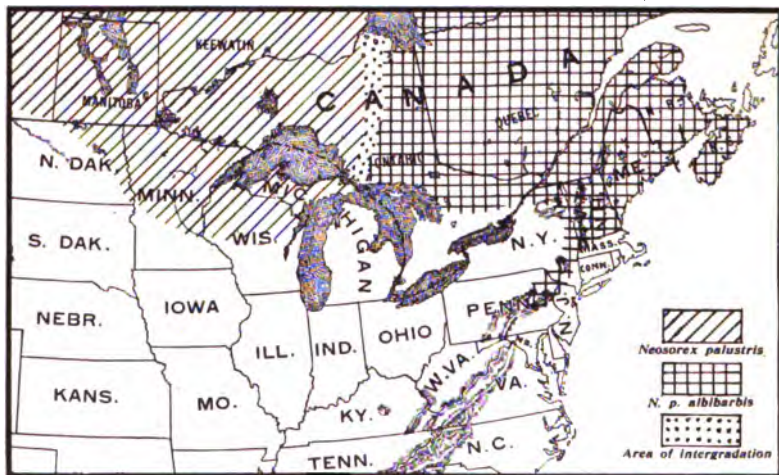 KEEWATIN
MANITOBA
CANADA
QUEBEC
ONTARIO
N. DAK.
MINN.
MICHIGAN
WIS.
S. DAK.
IOWA
NEBR.
ILL.
IND.
OHIO
PENN.
N.Y.
ME.
MASS.
CONN.
N.J.
KANS.
MO.
KY.
W. VA.
VA.
TENN.
N.C.
Neosorex palustris
N. p. albibarbis
Area of intergradation